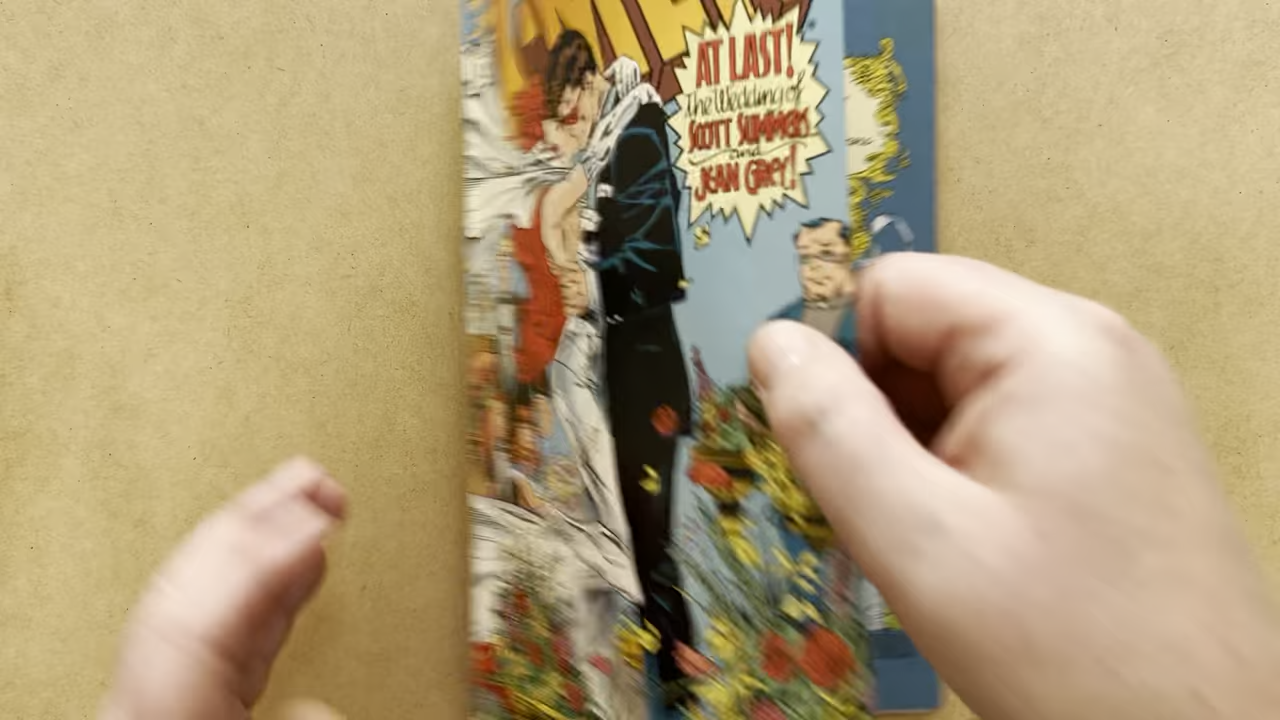 AT LAST!
The Wedding of
SCOTT SUMMERS
and
JEAN GREY!